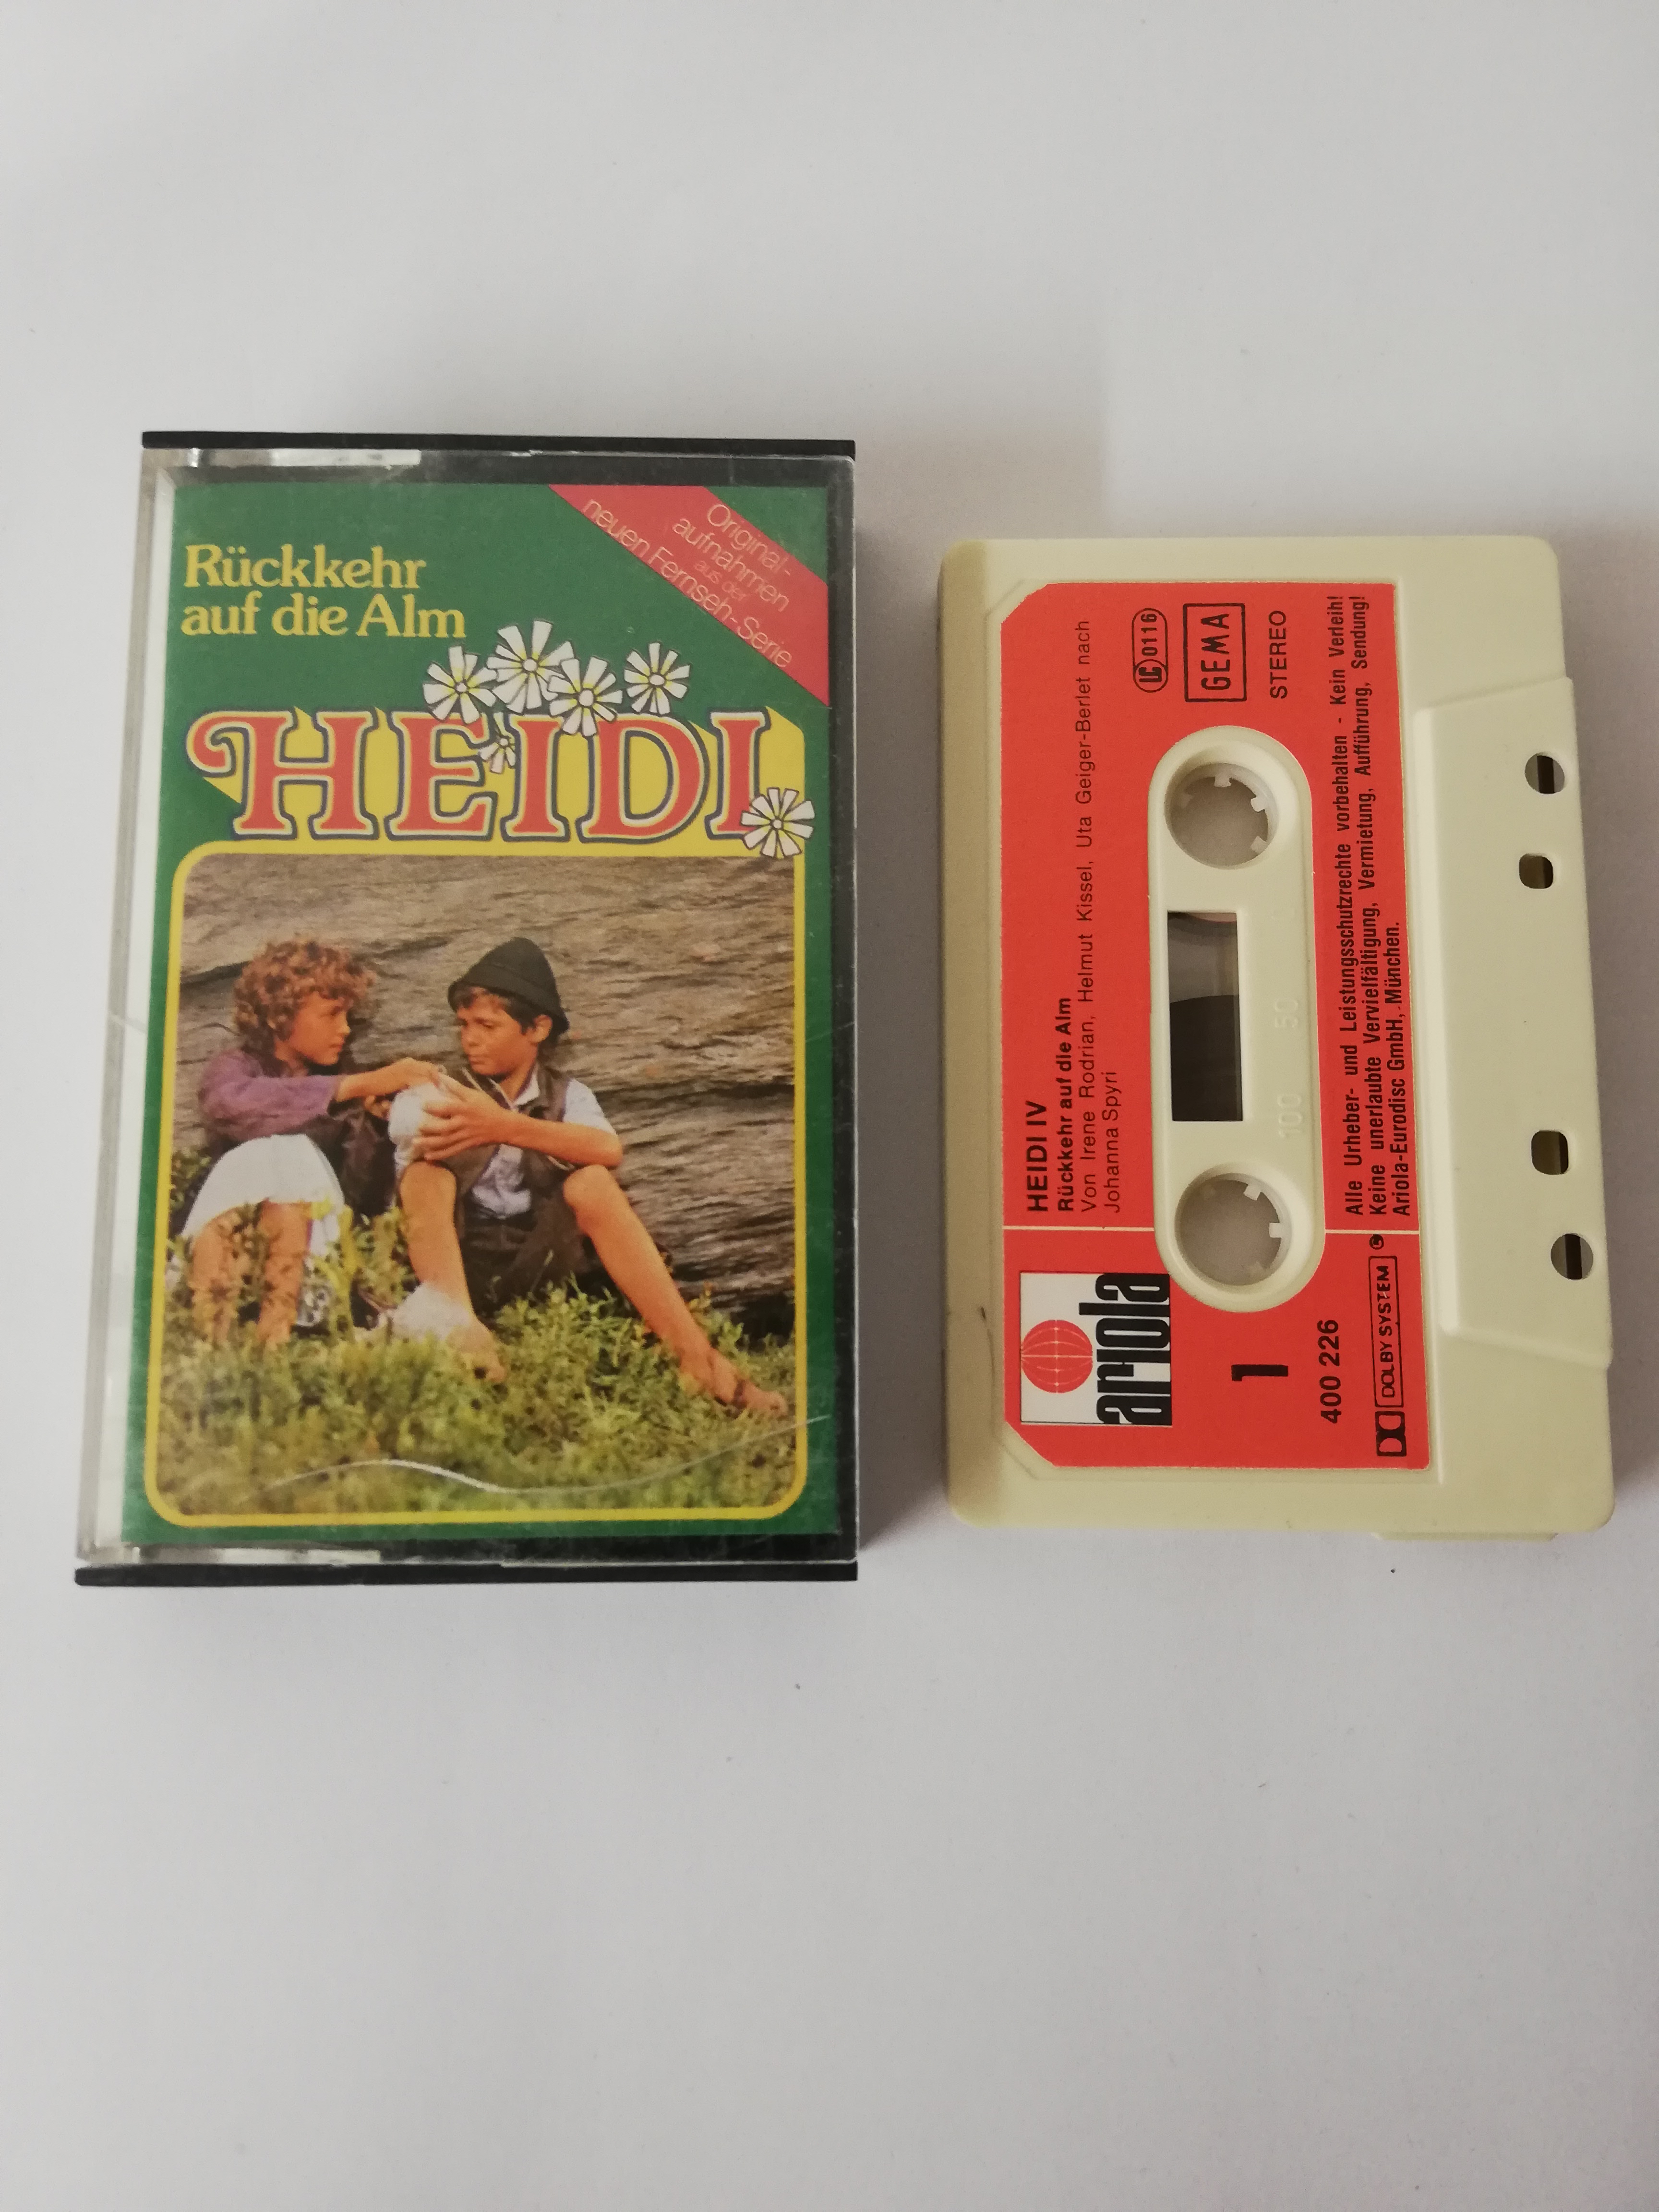 Rückkehr
auf die Alm
Original-
aufnahmen
aus der
neuen Fernseh-Serie
HEIDI
HEIDI IV
Rückkehr auf die Alm
Von Irene Rodrian, Helmut Kissel, Uta Geiger-Berlet nach
Johanna Spyri
LC 0116
GEMA
STEREO
100 50
ariola
1
400 226
DOLBY SYSTEM
Alle Urheber- und Leistungsschutzrechte vorbehalten - Kein Verleih!
Keine unerlaubte Vervielfältigung, Vermietung, Aufführung, Sendung!
Ariola-Eurodisc GmbH, München.